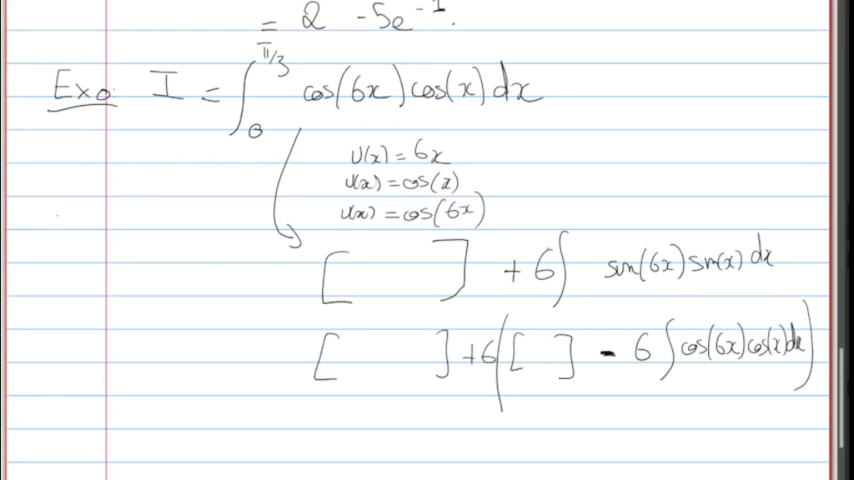 = 2 - 5e^{-1}.
Exo: I = ∫_0^{π/3} cos(6x) cos(x) dx
U(x) = 6x
u(x) = cos(x)
u(x) = cos(6x)
[ ] + 6∫ sin(6x) sin(x) dx
[ ] + 6([ ] - 6∫cos(6x)cos(x)dx)